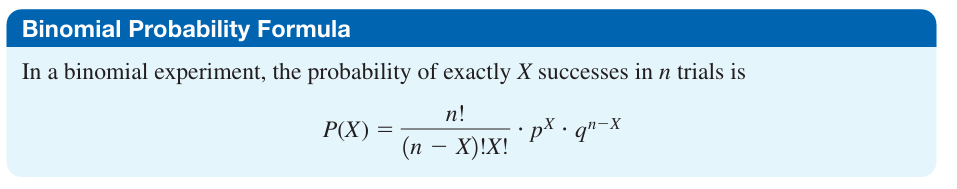 Binomial Probability Formula
In a binomial experiment, the probability of exactly X successes in n trials is
P(X) = n! / (n − X)!X! · p^X · q^(n−X)